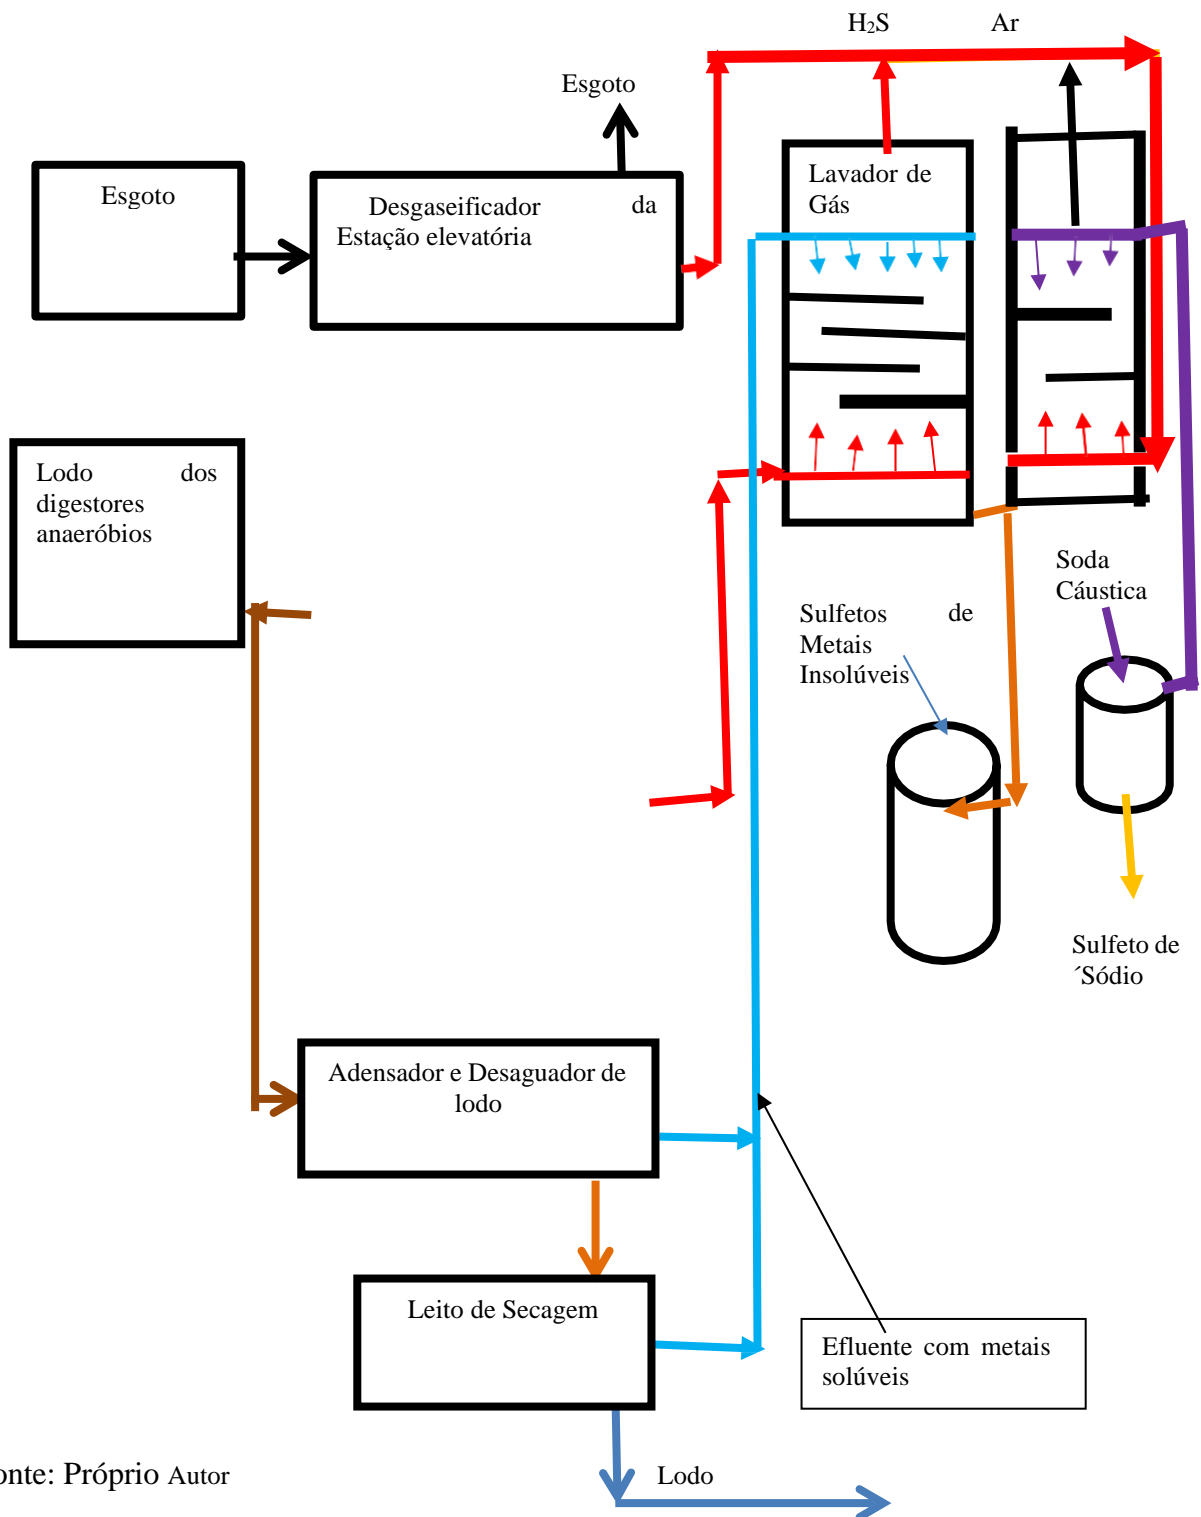 H₂S Ar
Esgoto
Esgoto
Desgaseificador da
Estação elevatória
Lavador de
Gás
Lodo dos
digestores
anaeróbios
Soda
Cáustica
Sulfetos de
Metais
Insolúveis
Sulfeto de
´Sódio
Adensador e Desaguador de
lodo
Leito de Secagem
Efluente com metais
solúveis
onte: Próprio Autor
Lodo